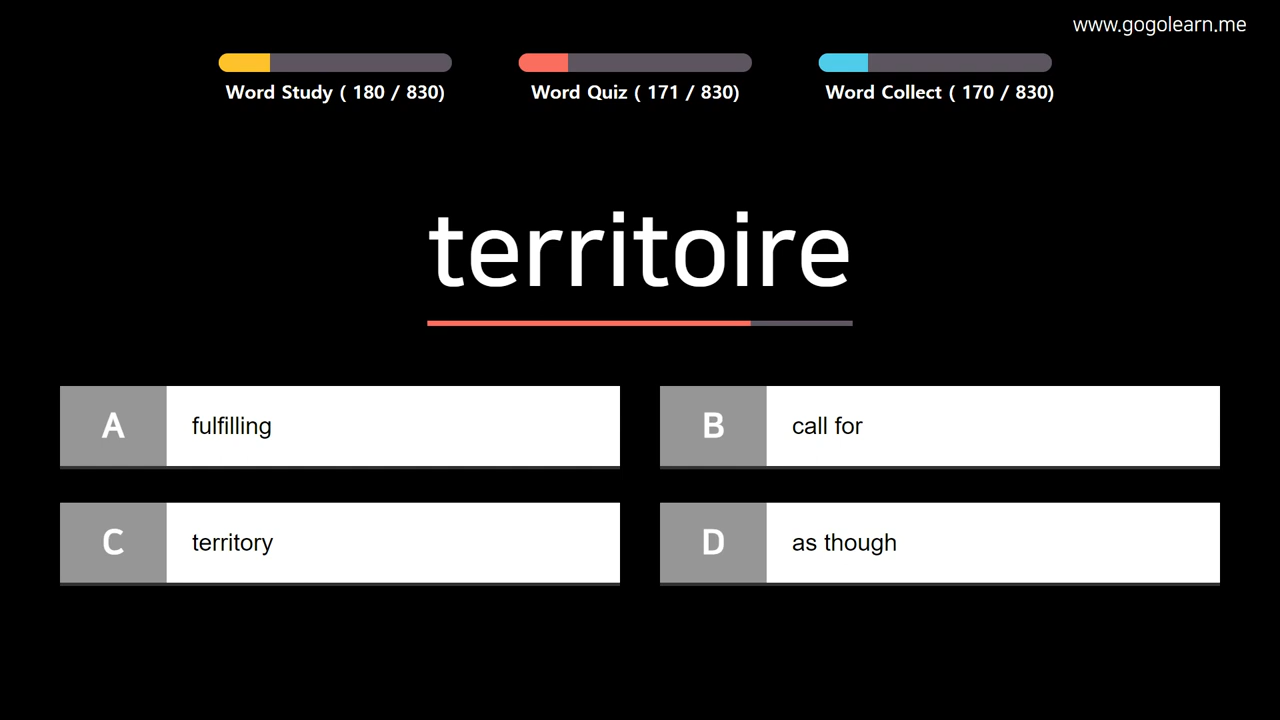 www.gogolearn.me
Word Study ( 180 / 830)
Word Quiz ( 171 / 830)
Word Collect ( 170 / 830)
territoire
A fulfilling
B call for
C territory
D as though